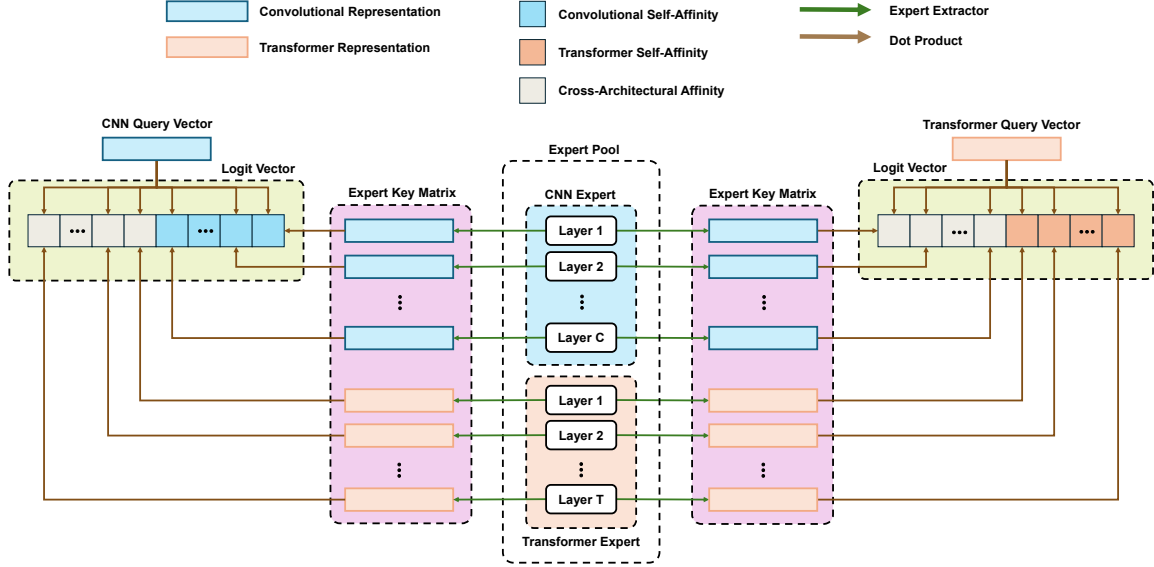 Convolutional Representation
Transformer Representation
Convolutional Self-Affinity
Transformer Self-Affinity
Cross-Architectural Affinity
Expert Extractor
Dot Product
CNN Query Vector
Logit Vector
Expert Key Matrix
Expert Pool
CNN Expert
Layer 1
Layer 2
Layer C
Layer 1
Layer 2
Layer T
Transformer Expert
Expert Key Matrix
Transformer Query Vector
Logit Vector